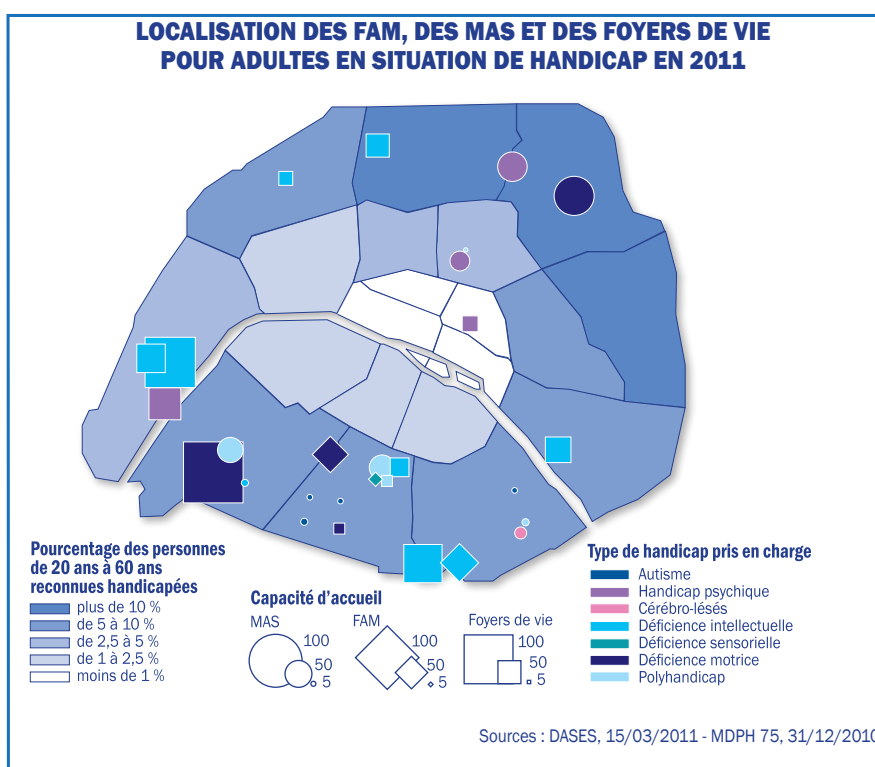 LOCALISATION DES FAM, DES MAS ET DES FOYERS DE VIE
POUR ADULTES EN SITUATION DE HANDICAP EN 2011
Pourcentage des personnes
de 20 ans à 60 ans
reconnues handicapées
plus de 10 %
de 5 à 10 %
de 2,5 à 5 %
de 1 à 2,5 %
moins de 1 %
Capacité d'accueil
MAS
100
50
5
FAM
100
50
5
Foyers de vie
100
50
5
Type de handicap pris en charge
Autisme
Handicap psychique
Cérébro-lésés
Déficience intellectuelle
Déficience sensorielle
Déficience motrice
Polyhandicap
Sources : DASES, 15/03/2011 - MDPH 75, 31/12/2010